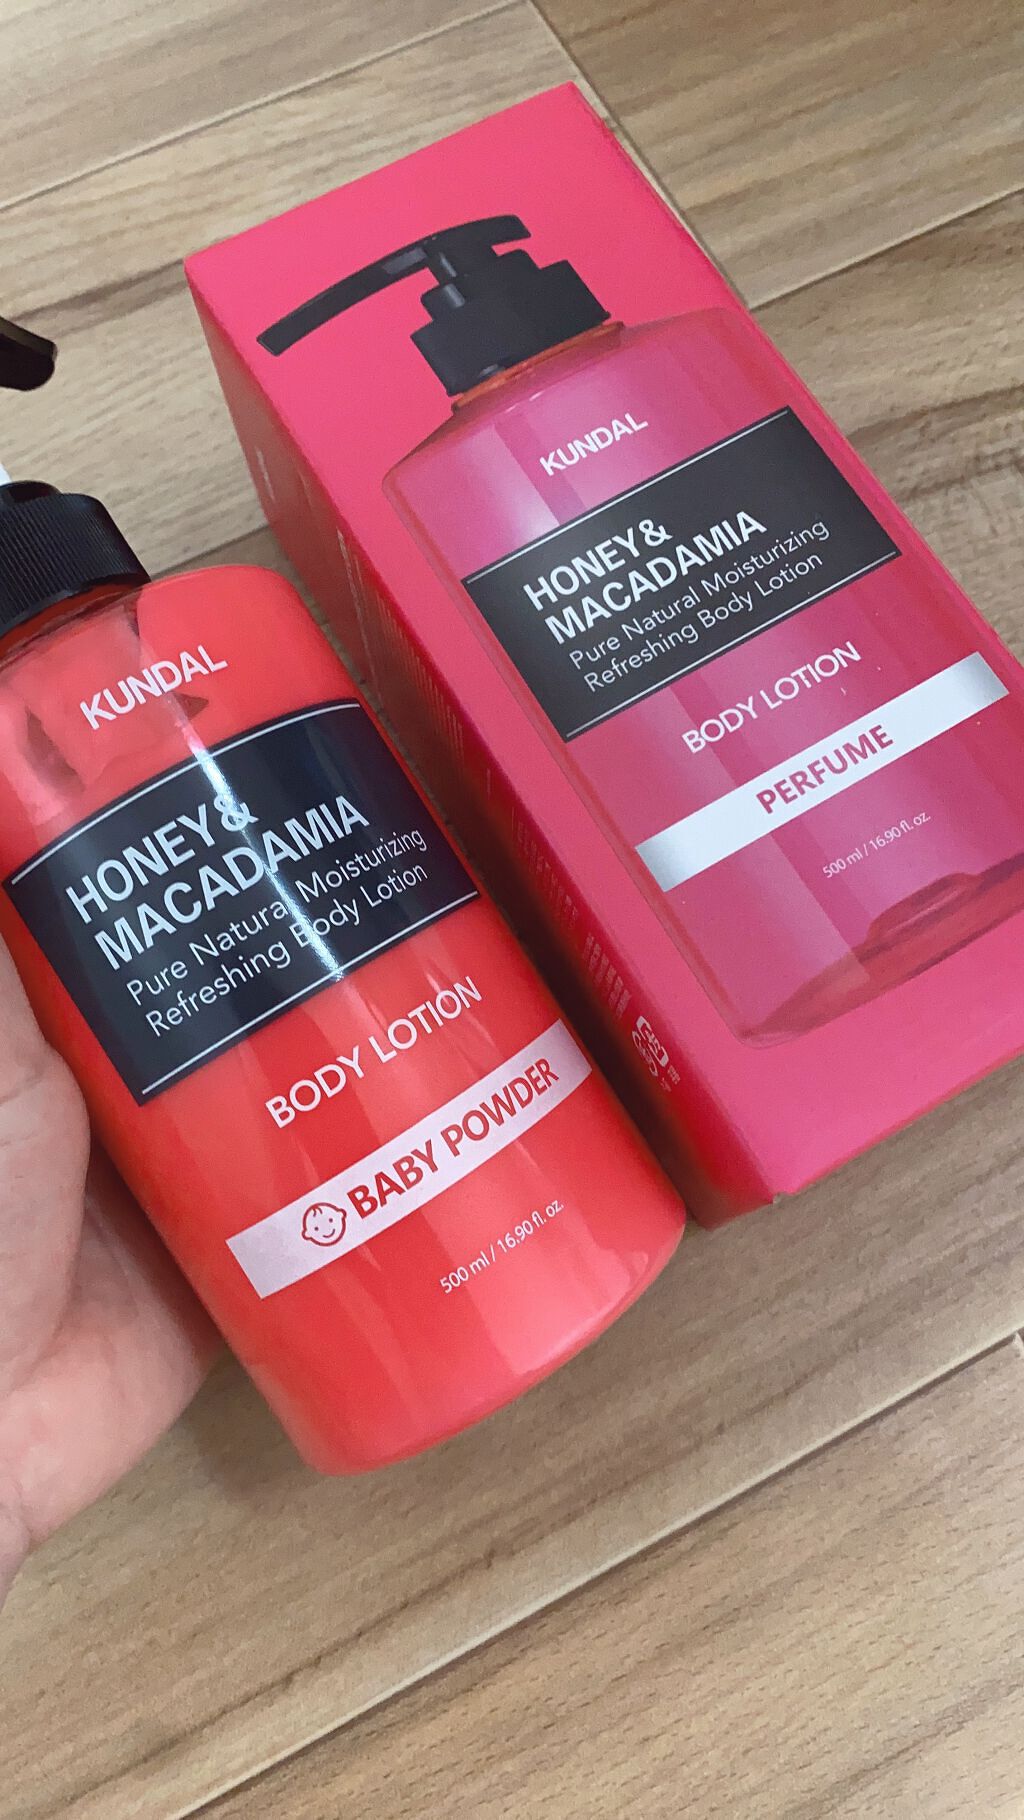 KUNDAL
HONEY&
MACADAMIA
Pure Natural Moisturizing
Refreshing Body Lotion
BODY LOTION
BABY POWDER
500 ml / 16.90 fl. oz.
KUNDAL
HONEY&
MACADAMIA
Pure Natural Moisturizing
Refreshing Body Lotion
BODY LOTION
PERFUME
500 ml / 16.90 fl. oz.